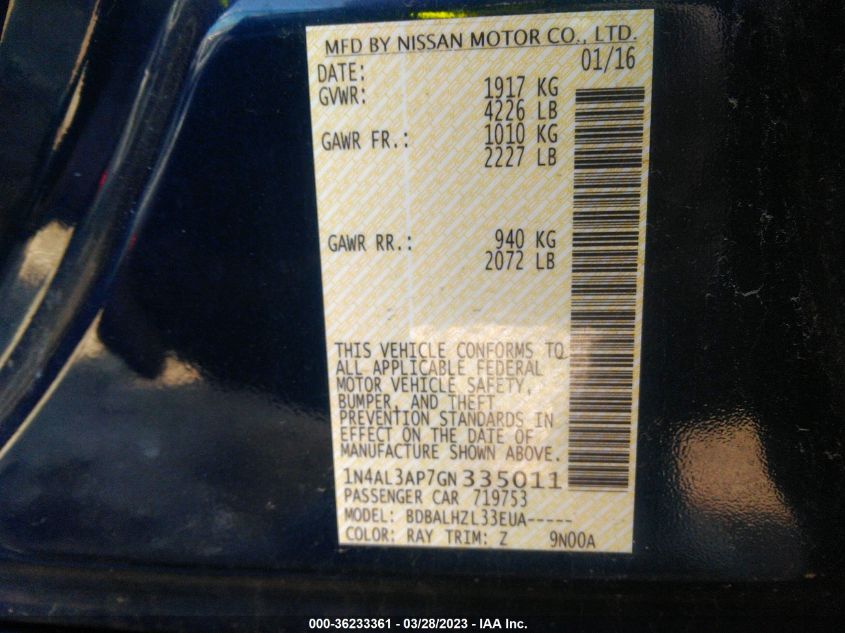 MFD BY NISSAN MOTOR CO., LTD.
DATE: 01/16
GVWR: 1917 KG
4226 LB
GAWR FR.: 1010 KG
2227 LB
GAWR RR.: 940 KG
2072 LB
THIS VEHICLE CONFORMS TO
ALL APPLICABLE FEDERAL
MOTOR VEHICLE SAFETY,
BUMPER, AND THEFT
PREVENTION STANDARDS IN
EFFECT ON THE DATE OF
MANUFACTURE SHOWN ABOVE.
1N4AL3AP7GN335011
PASSENGER CAR 719753
MODEL: BDBALHZL33EUA-----
COLOR: RAY TRIM: Z 9N00A
000-36233361 - 03/28/2023 - IAA Inc.